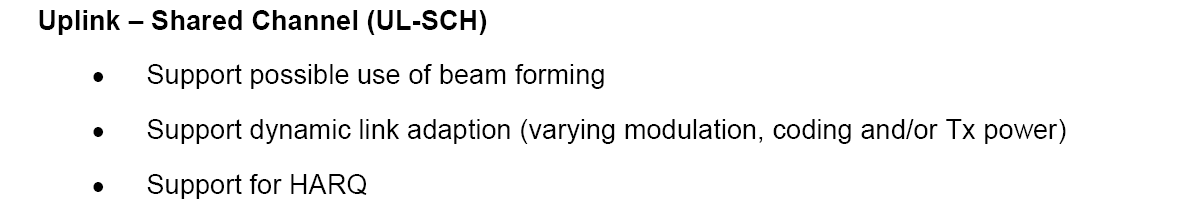 Uplink – Shared Channel (UL-SCH)
• Support possible use of beam forming
• Support dynamic link adaption (varying modulation, coding and/or Tx power)
• Support for HARQ